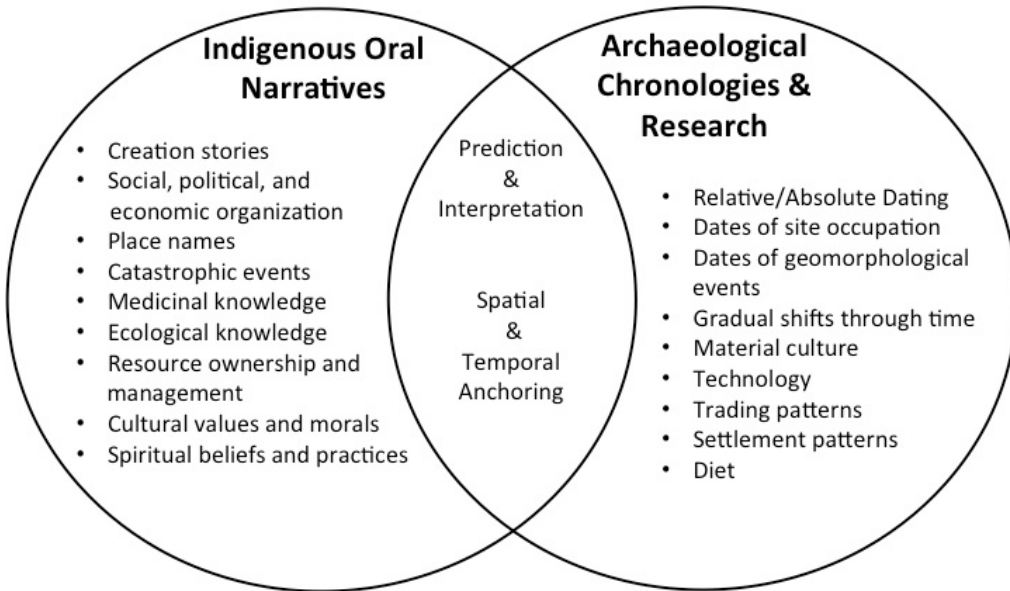 Indigenous Oral
Narratives
• Creation stories
• Social, political, and
economic organization
• Place names
• Catastrophic events
• Medicinal knowledge
• Ecological knowledge
• Resource ownership and
management
• Cultural values and morals
• Spiritual beliefs and practices
Prediction
&
Interpretation
Spatial
&
Temporal
Anchoring
Archaeological
Chronologies &
Research
• Relative/Absolute Dating
• Dates of site occupation
• Dates of geomorphological
events
• Gradual shifts through time
• Material culture
• Technology
• Trading patterns
• Settlement patterns
• Diet